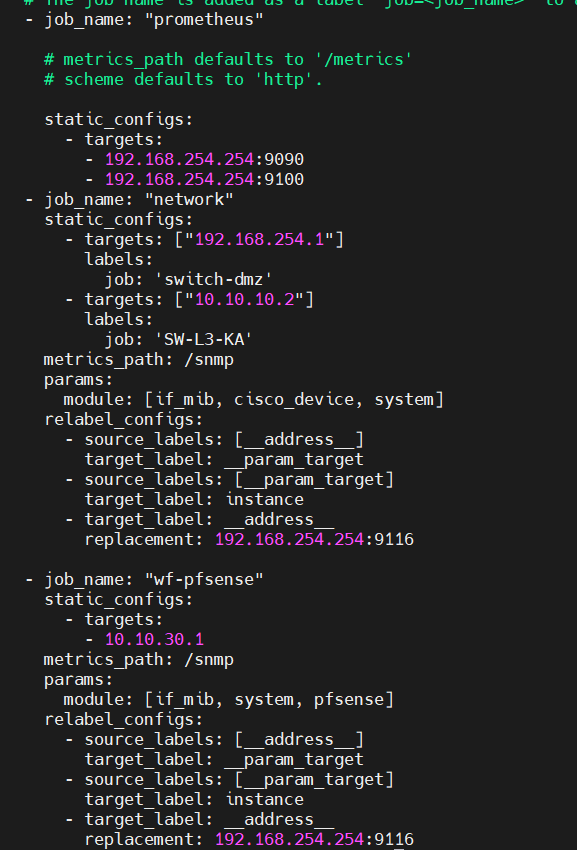 # The job name is added as a label `job=<job_name>` to
- job_name: "prometheus"
# metrics_path defaults to '/metrics'
# scheme defaults to 'http'.
static_configs:
- targets:
- 192.168.254.254:9090
- 192.168.254.254:9100
- job_name: "network"
static_configs:
- targets: ["192.168.254.1"]
labels:
job: 'switch-dmz'
- targets: ["10.10.10.2"]
labels:
job: 'SW-L3-KA'
metrics_path: /snmp
params:
module: [if_mib, cisco_device, system]
relabel_configs:
- source_labels: [__address__]
target_label: __param_target
- source_labels: [__param_target]
target_label: instance
- target_label: __address__
replacement: 192.168.254.254:9116
- job_name: "wf-pfsense"
static_configs:
- targets:
- 10.10.30.1
metrics_path: /snmp
params:
module: [if_mib, system, pfsense]
relabel_configs:
- source_labels: [__address__]
target_label: __param_target
- source_labels: [__param_target]
target_label: instance
- target_label: __address__
replacement: 192.168.254.254:9116